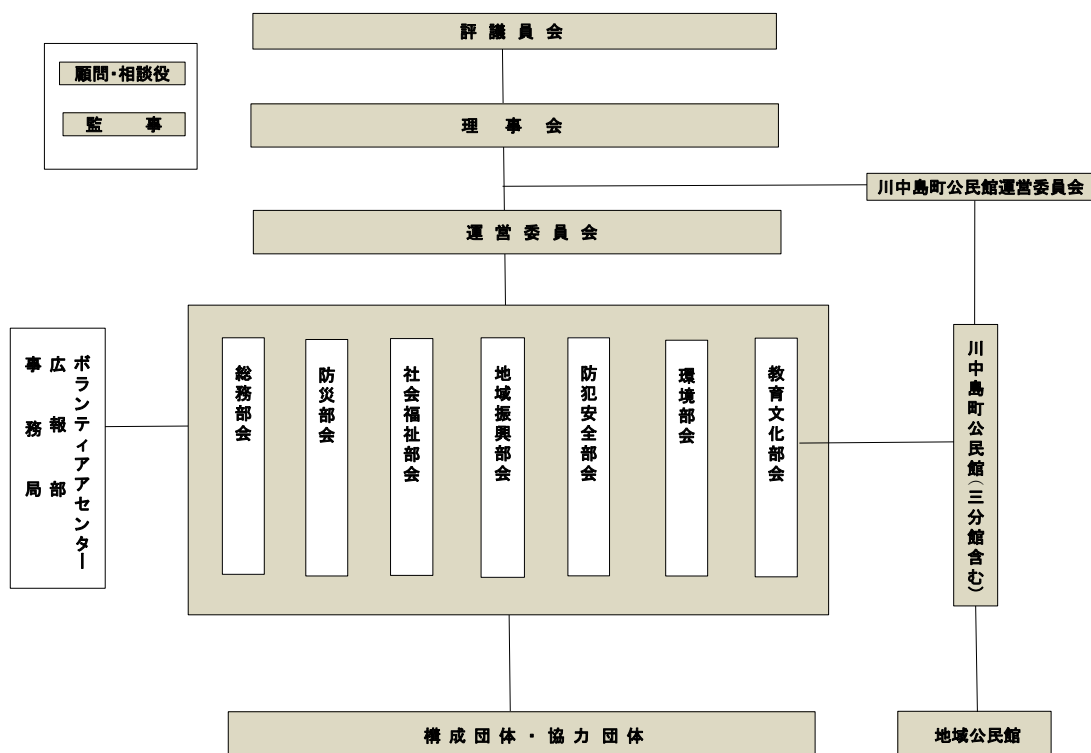 評議員会
顧問・相談役
監事
理事会
川中島町公民館運営委員会
運営委員会
ボランティアアセンター
広報部
事務局
総務部会
防災部会
社会福祉部会
地域振興部会
防犯安全部会
環境部会
教育文化部会
川中島町公民館(三分館含む)
構成団体・協力団体
地域公民館